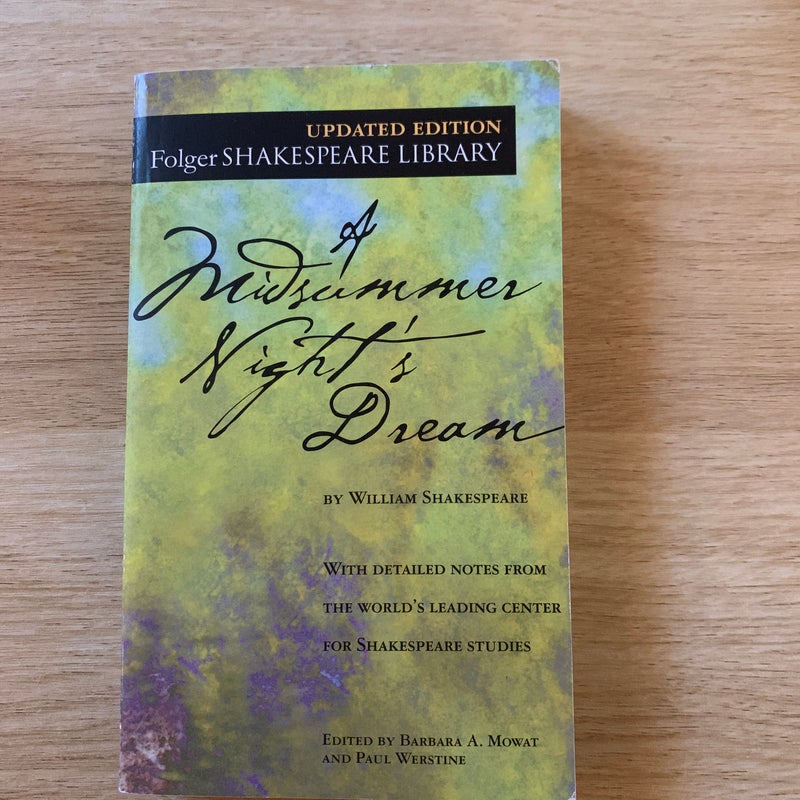 UPDATED EDITION
Folger SHAKESPEARE LIBRARY
A
Midsummer
Night's
Dream
BY WILLIAM SHAKESPEARE
WITH DETAILED NOTES FROM
THE WORLD'S LEADING CENTER
FOR SHAKESPEARE STUDIES
EDITED BY BARBARA A. MOWAT
AND PAUL WERSTINE